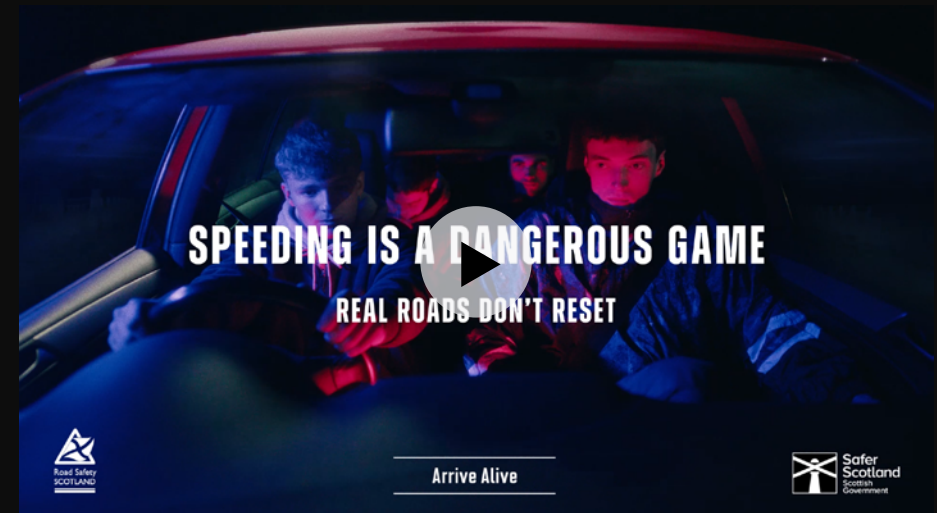 SPEEDING IS A DANGEROUS GAME
REAL ROADS DON'T RESET
Road Safety
SCOTLAND
Arrive Alive
Safer
Scotland
Scottish
Government